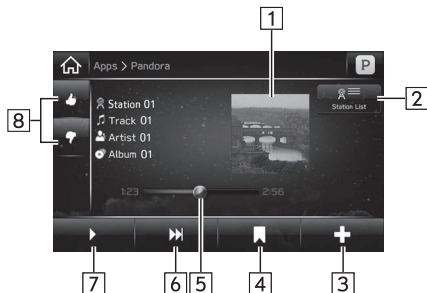 1
Apps > Pandora
P
2
Station List
8
Station 01
Track 01
Artist 01
Album 01
1:23
2:56
7
6
5
4
3